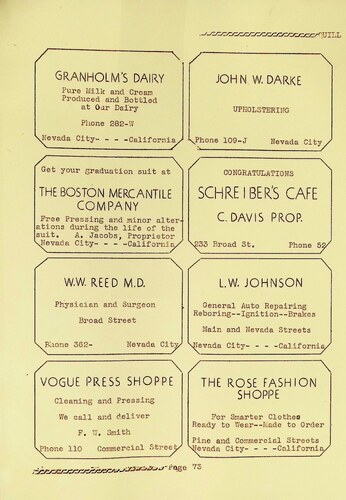 QUILL
GRANHOLM'S DAIRY
Pure Milk and Cream
Produced and Bottled
at Our Dairy
Phone 282-W
Nevada City- - - -California
JOHN W. DARKE
UPHOLSTERING
Phone 109-J Nevada City
Get your graduation suit at
THE BOSTON MERCANTILE
COMPANY
Free Pressing and minor alter-
ations during the life of the
suit. A. Jacobs, Proprietor
Nevada City- - - -California
CONGRATULATIONS
SCHREIBER'S CAFE
C. DAVIS PROP.
233 Broad St. Phone 52
W.W. REED M.D.
Physician and Surgeon
Broad Street
Phone 362- Nevada City
L.W. JOHNSON
General Auto Repairing
Reboring--Ignition--Brakes
Main and Nevada Streets
Nevada City- - - -California
VOGUE PRESS SHOPPE
Cleaning and Pressing
We call and deliver
F. W. Smith
Phone 110 Commercial Street
THE ROSE FASHION
SHOPPE
For Smarter Clothes
Ready to Wear--Made to Order
Pine and Commercial Streets
Nevada City- - - -California
Page 73